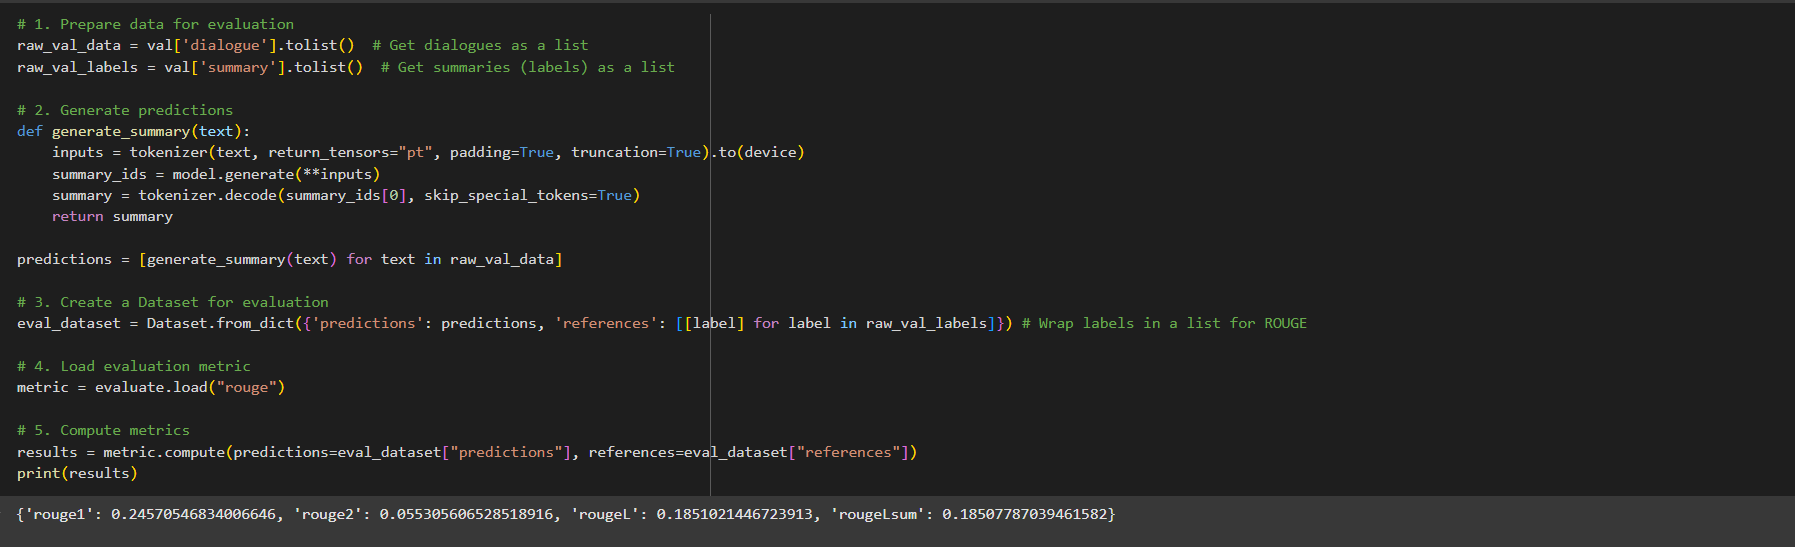 # 1. Prepare data for evaluation
raw_val_data = val['dialogue'].tolist()  # Get dialogues as a list
raw_val_labels = val['summary'].tolist()  # Get summaries (labels) as a list

# 2. Generate predictions
def generate_summary(text):
    inputs = tokenizer(text, return_tensors="pt", padding=True, truncation=True).to(device)
    summary_ids = model.generate(**inputs)
    summary = tokenizer.decode(summary_ids[0], skip_special_tokens=True)
    return summary

predictions = [generate_summary(text) for text in raw_val_data]

# 3. Create a Dataset for evaluation
eval_dataset = Dataset.from_dict({'predictions': predictions, 'references': [[label] for label in raw_val_labels]}) # Wrap labels in a list for ROUGE

# 4. Load evaluation metric
metric = evaluate.load("rouge")

# 5. Compute metrics
results = metric.compute(predictions=eval_dataset["predictions"], references=eval_dataset["references"])
print(results)
{'rouge1': 0.24570546834006646, 'rouge2': 0.055305606528518916, 'rougeL': 0.1851021446723913, 'rougeLsum': 0.18507787039461582}